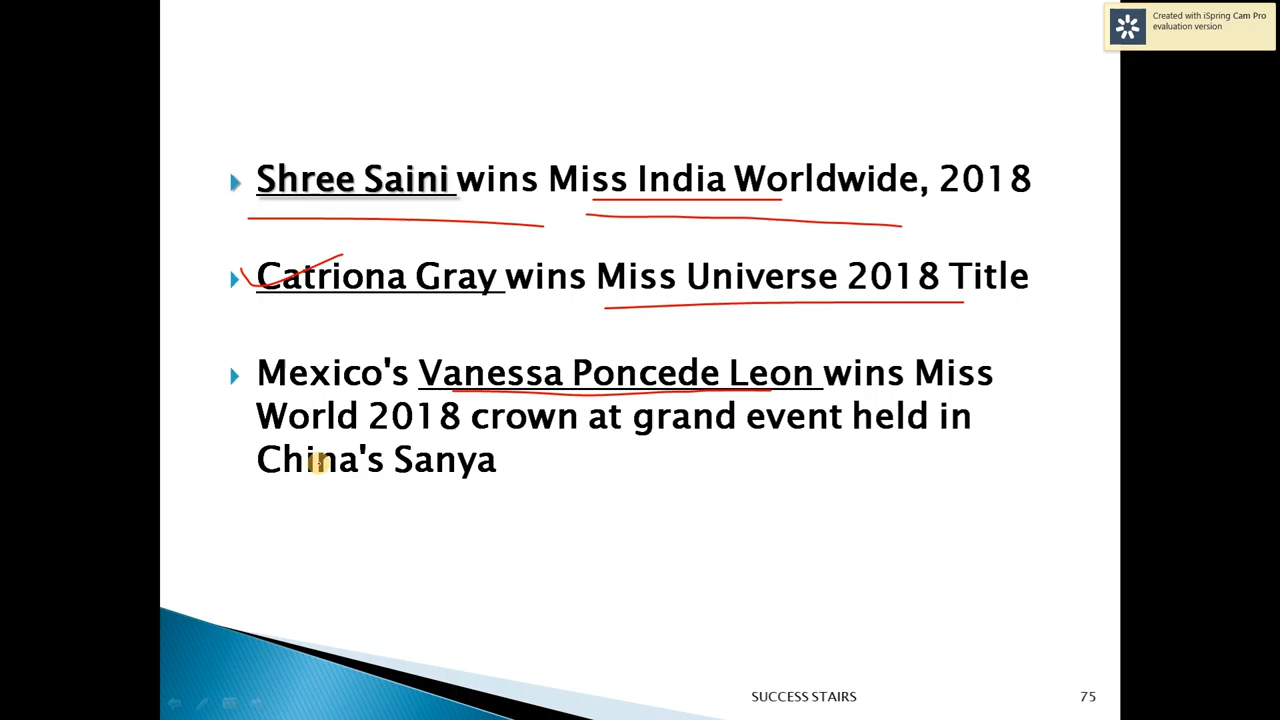 Created with iSpring Cam Pro
evaluation version
Shree Saini wins Miss India Worldwide, 2018
Catriona Gray wins Miss Universe 2018 Title
Mexico's Vanessa Poncede Leon wins Miss
World 2018 crown at grand event held in
China's Sanya
SUCCESS STAIRS
75